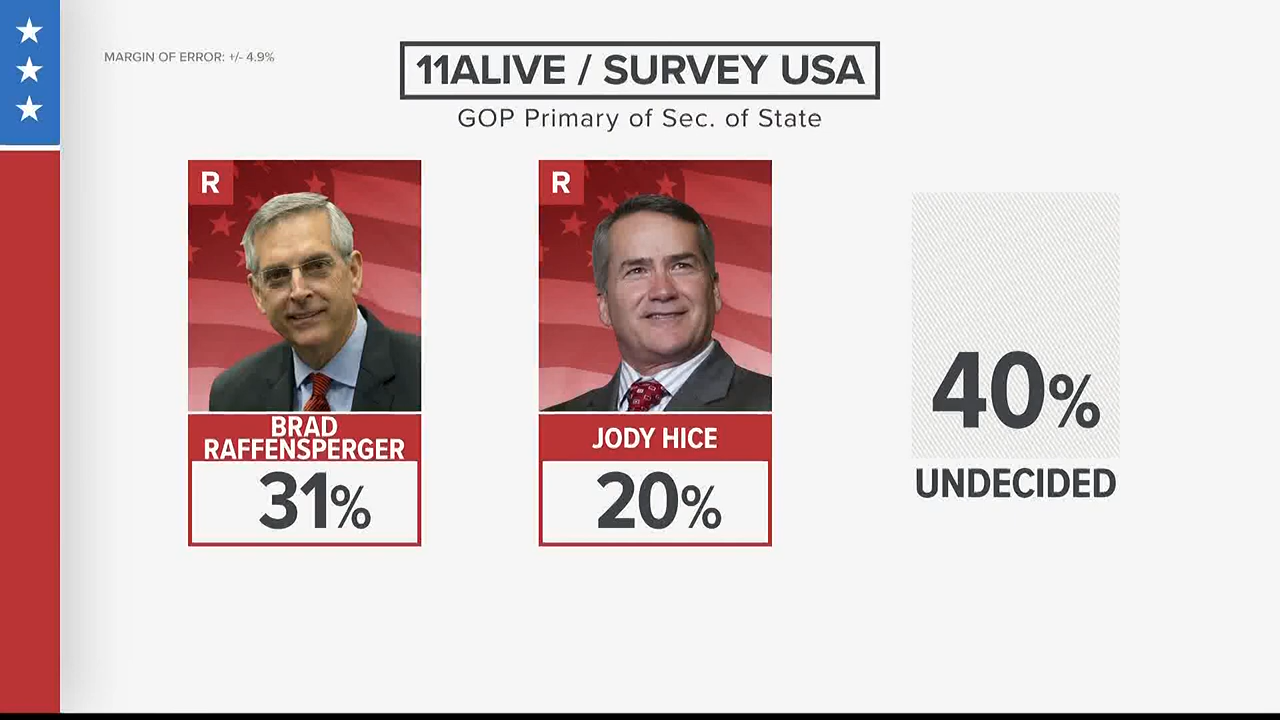 MARGIN OF ERROR: +/- 4.9%
11ALIVE / SURVEY USA
GOP Primary of Sec. of State
R
BRAD
RAFFENSPERGER
31%
R
JODY HICE
20%
40%
UNDECIDED